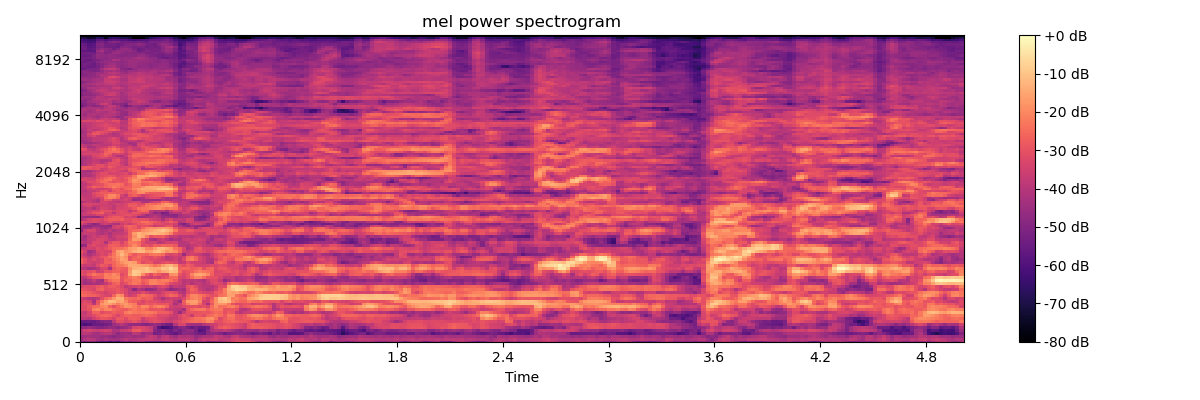 mel power spectrogram
Hz
8192
4096
2048
1024
512
0
0 0.6 1.2 1.8 2.4 3 3.6 4.2 4.8
Time
+0 dB
-10 dB
-20 dB
-30 dB
-40 dB
-50 dB
-60 dB
-70 dB
-80 dB